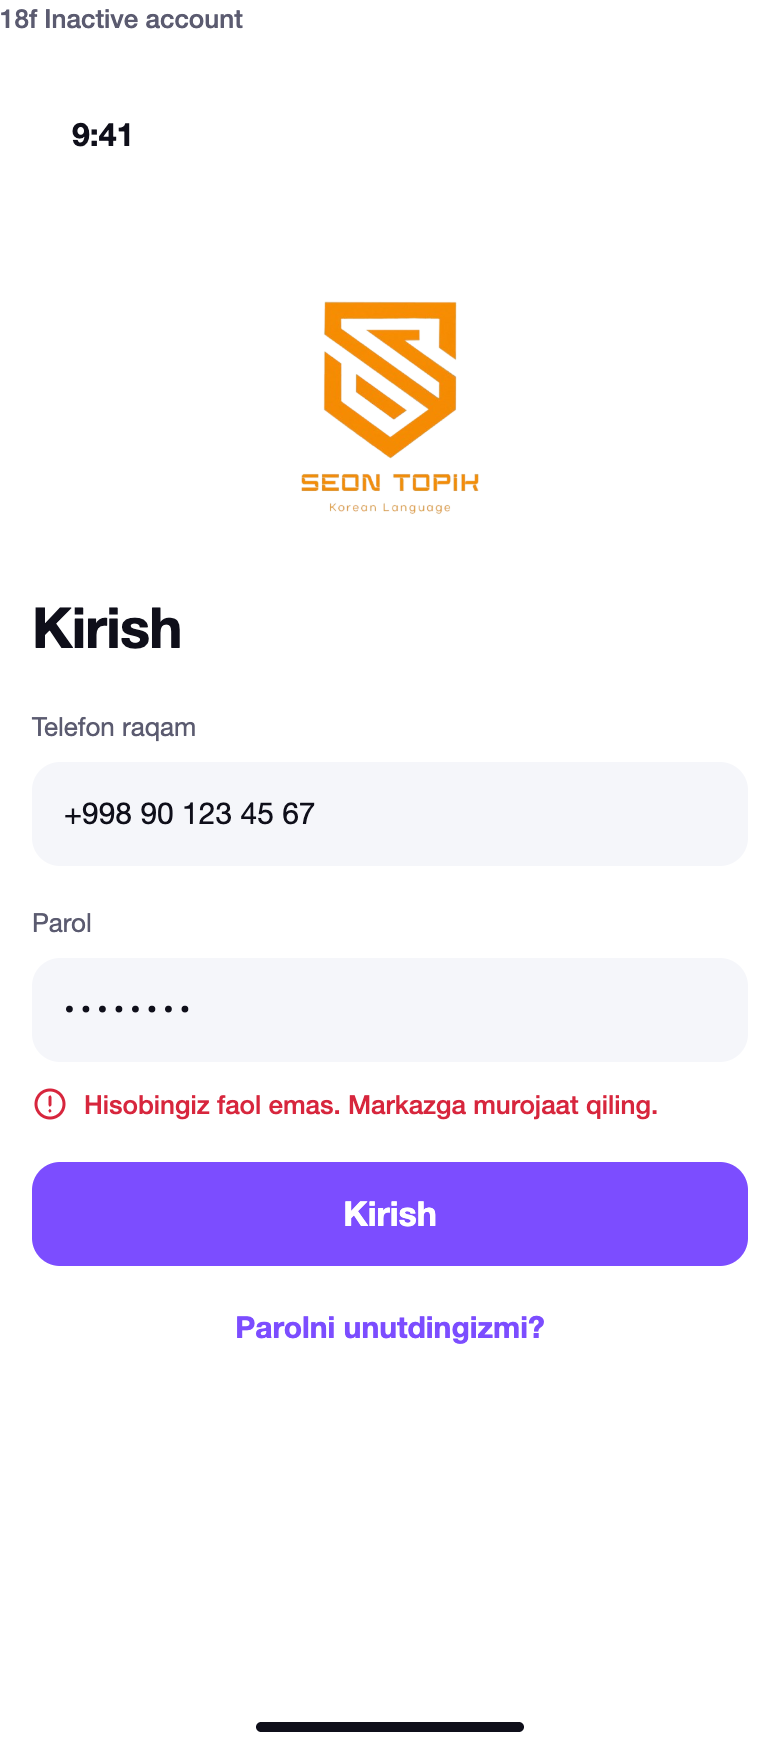 18f Inactive account
9:41
SEON TOPIK
Korean Language
Kirish
Telefon raqam
+998 90 123 45 67
Parol
••••••••
Hisobingiz faol emas. Markazga murojaat qiling.
Kirish
Parolni unutdingizmi?